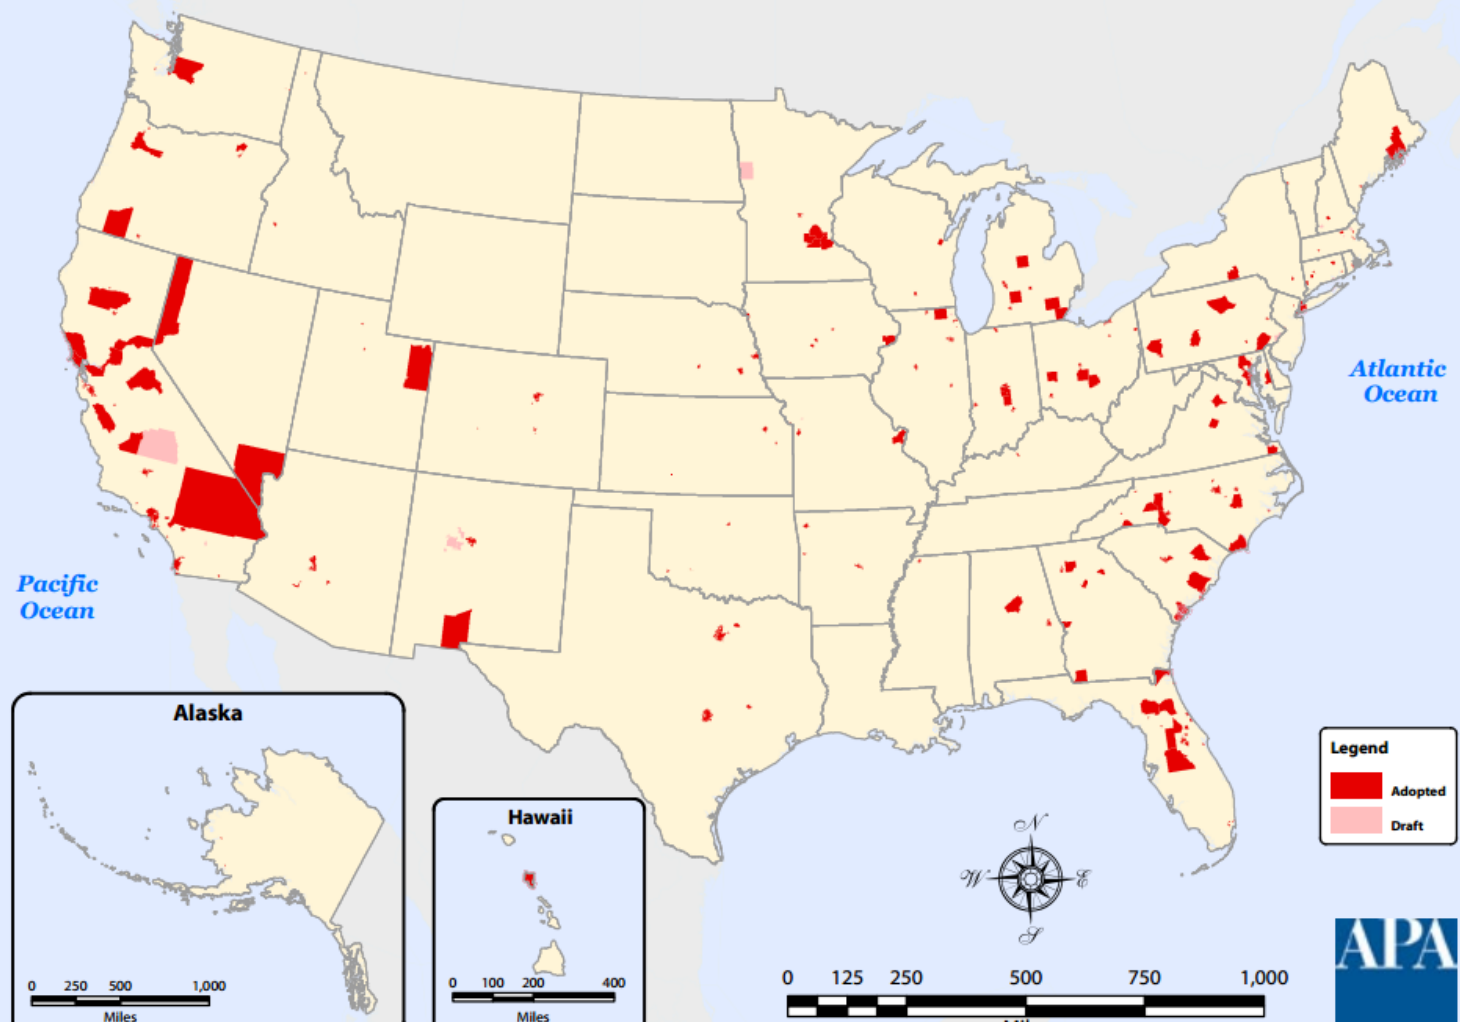 Pacific
Ocean
Atlantic
Ocean
Alaska
0 250 500 1,000
Miles
Hawaii
0 100 200 400
Miles
N
W E
S
Legend
Adopted
Draft
0 125 250 500 750 1,000
APA